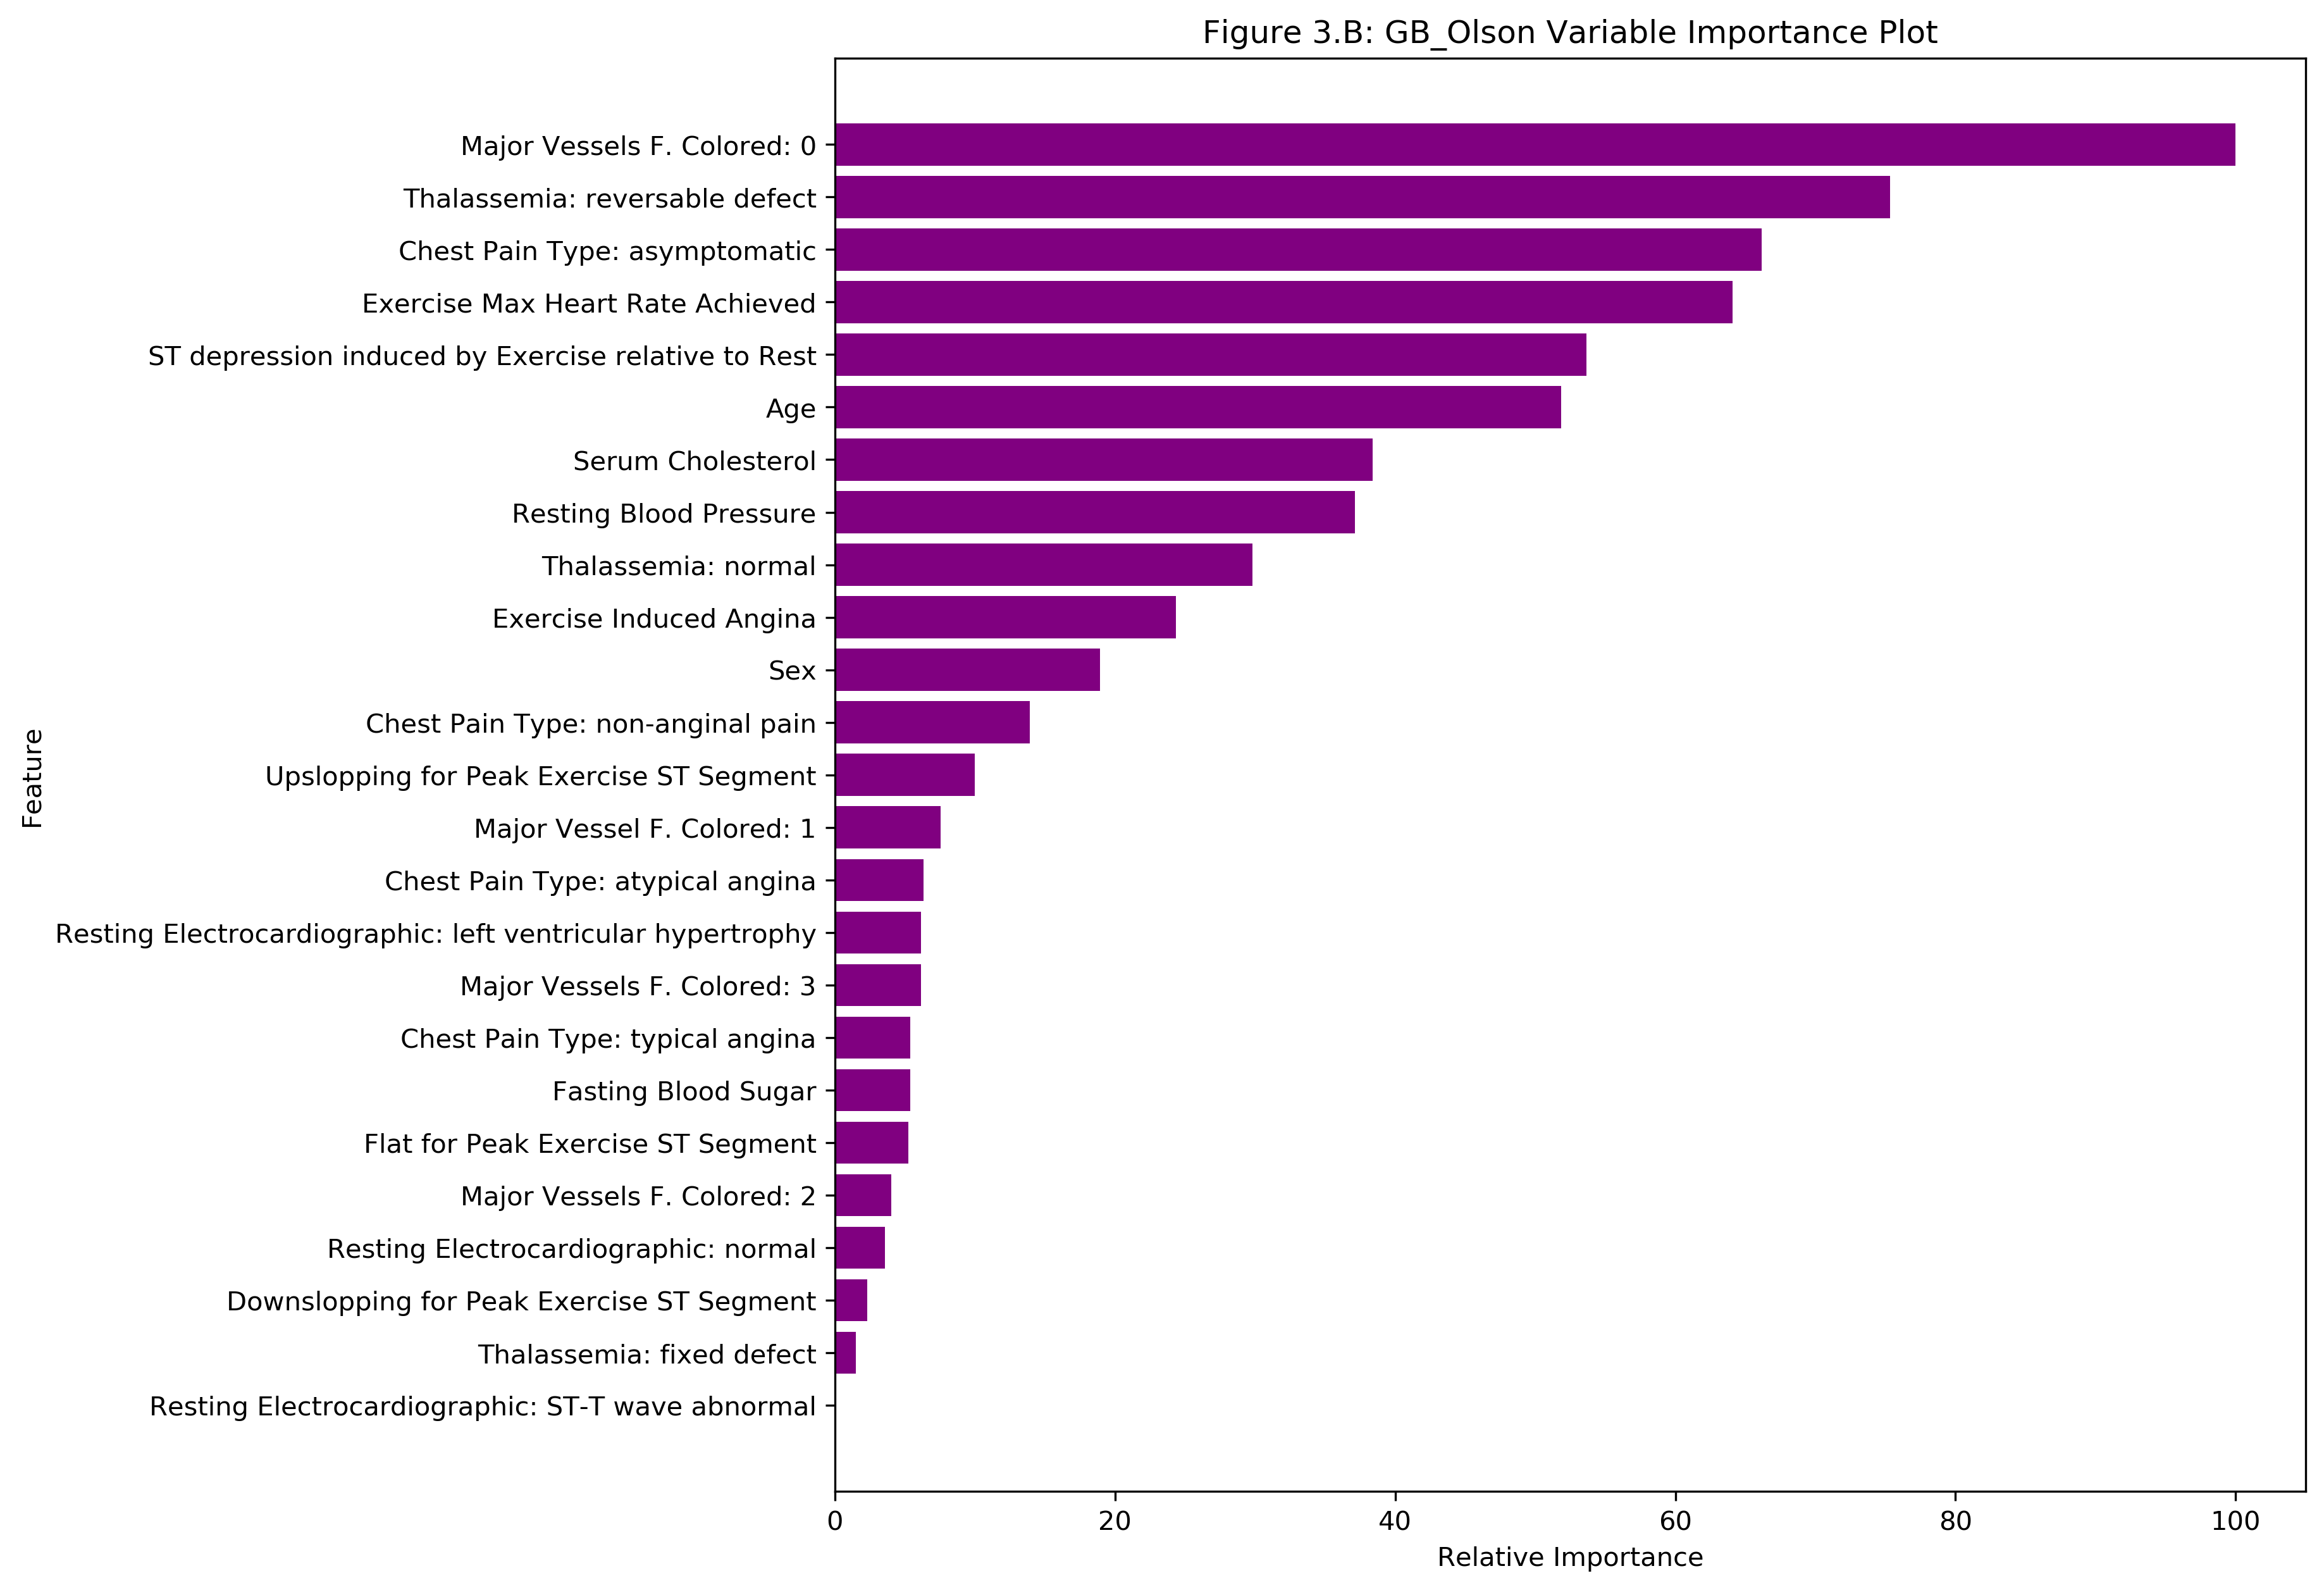 Figure 3.B: GB_Olson Variable Importance Plot
Major Vessels F. Colored: 0
Thalassemia: reversable defect
Chest Pain Type: asymptomatic
Exercise Max Heart Rate Achieved
ST depression induced by Exercise relative to Rest
Age
Serum Cholesterol
Resting Blood Pressure
Thalassemia: normal
Exercise Induced Angina
Sex
Chest Pain Type: non-anginal pain
Upslopping for Peak Exercise ST Segment
Major Vessel F. Colored: 1
Chest Pain Type: atypical angina
Resting Electrocardiographic: left ventricular hypertrophy
Major Vessels F. Colored: 3
Chest Pain Type: typical angina
Fasting Blood Sugar
Flat for Peak Exercise ST Segment
Major Vessels F. Colored: 2
Resting Electrocardiographic: normal
Downslopping for Peak Exercise ST Segment
Thalassemia: fixed defect
Resting Electrocardiographic: ST-T wave abnormal
Feature
0 20 40 60 80 100
Relative Importance